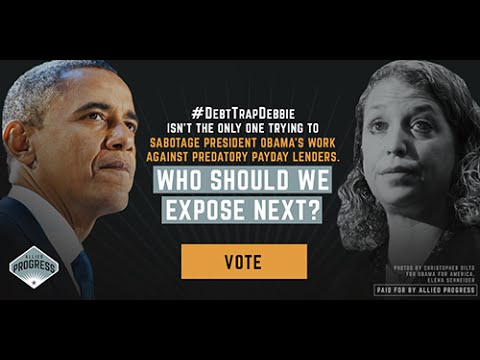 #DEBTTRAPDEBBIE
ISN'T THE ONLY ONE TRYING TO
SABOTAGE PRESIDENT OBAMA'S WORK
AGAINST PREDATORY PAYDAY LENDERS.
WHO SHOULD WE
EXPOSE NEXT?
VOTE
ALLIED
PROGRESS
PHOTOS BY CHRISTOPHER DILTS
FOR OBAMA FOR AMERICA,
ELENA SCHNEIDER
PAID FOR BY ALLIED PROGRESS